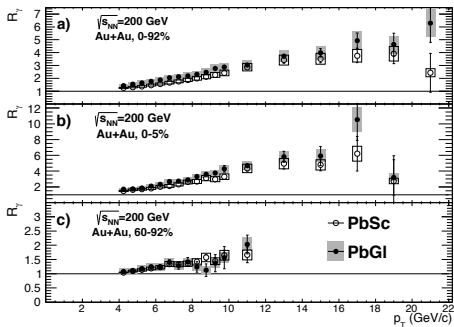 R_γ
7
6
5
4
3
2
1
a)
√s_NN=200 GeV
Au+Au, 0-92%
R_γ
12
10
8
6
4
2
b)
√s_NN=200 GeV
Au+Au, 0-5%
R_γ
3
2.5
2
1.5
1
0.5
0
c)
√s_NN=200 GeV
Au+Au, 60-92%
PbSc
PbGl
0 2 4 6 8 10 12 14 16 18 20 22
p_T (GeV/c)